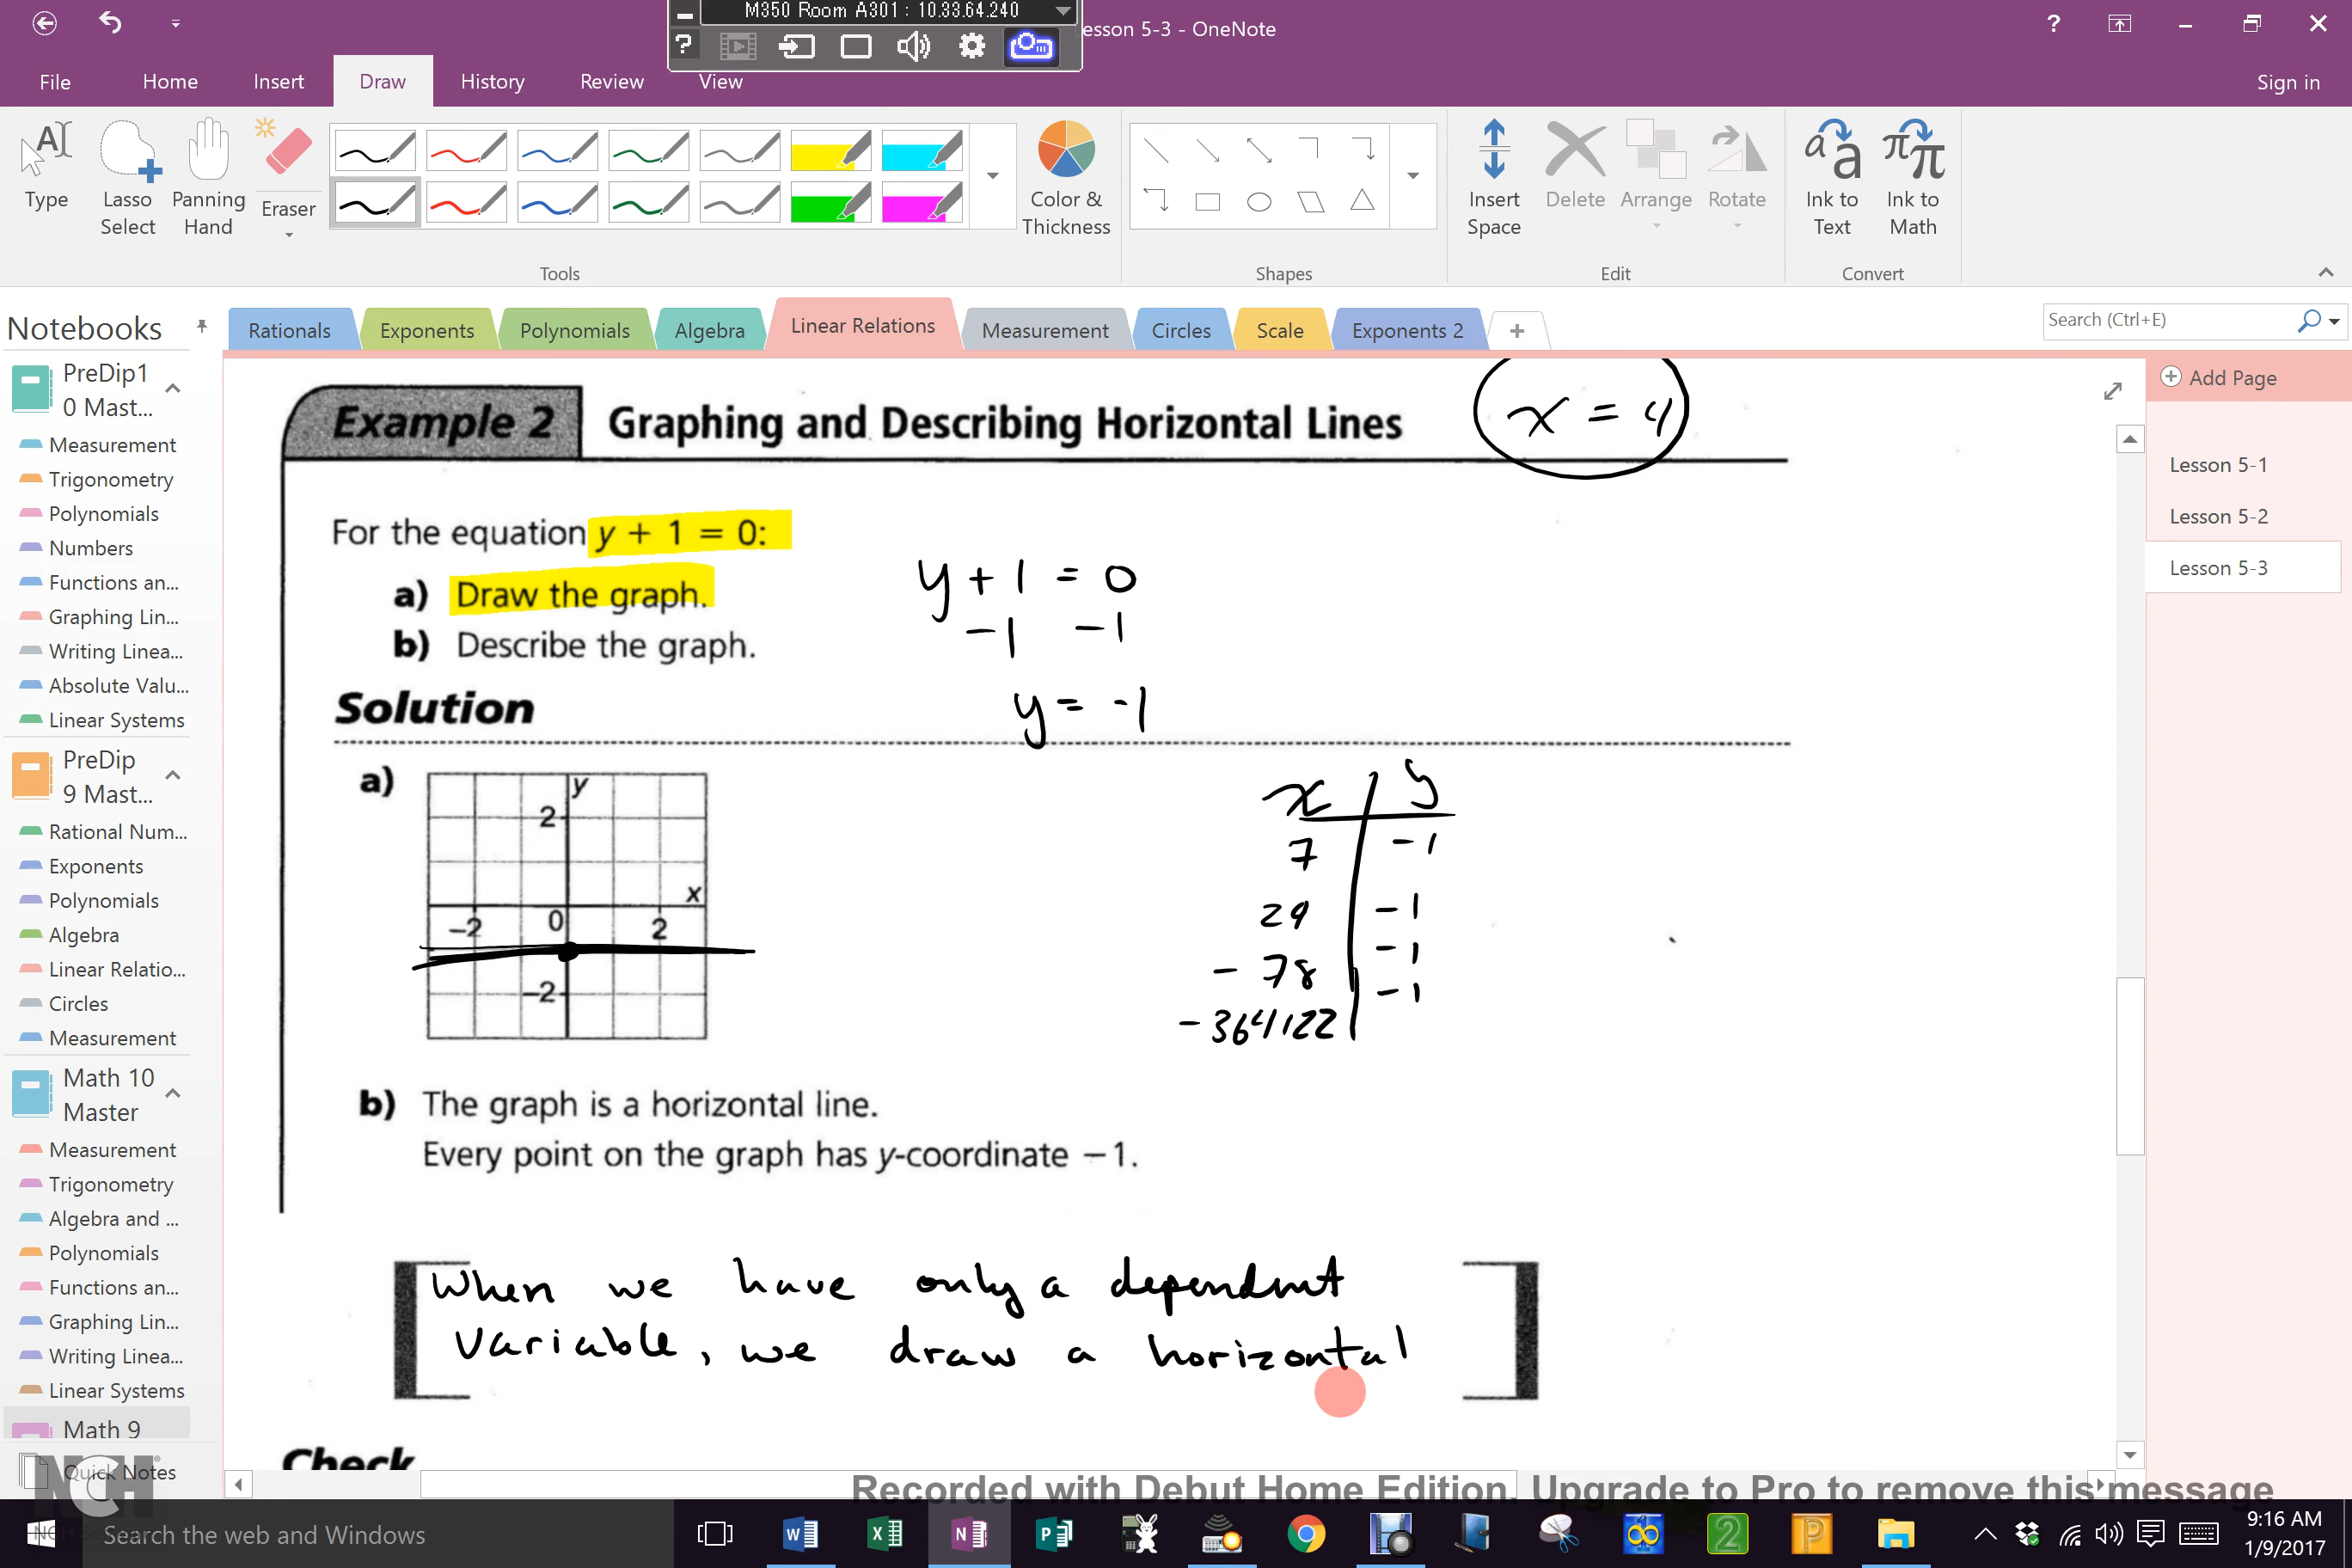 M350 Room A301 : 10.33.64.240
esson 5-3 - OneNote
File Home Insert Draw History Review View Sign in
Type
Lasso Select
Panning Hand
Eraser
Color & Thickness
Insert Space
Delete
Arrange
Rotate
Ink to Text
Ink to Math
Tools Shapes Edit Convert
Notebooks
Rationals Exponents Polynomials Algebra Linear Relations Measurement Circles Scale Exponents 2 +
Search (Ctrl+E)
PreDip1
0 Mast...
Measurement
Trigonometry
Polynomials
Numbers
Functions an...
Graphing Lin...
Writing Linea...
Absolute Valu...
Linear Systems
PreDip
9 Mast...
Rational Num...
Exponents
Polynomials
Algebra
Linear Relatio...
Circles
Measurement
Math 10
Master
Measurement
Trigonometry
Algebra and ...
Polynomials
Functions an...
Graphing Lin...
Writing Linea...
Linear Systems
Math 9
Quick Notes
Example 2 Graphing and Describing Horizontal Lines
x = 4
For the equation y + 1 = 0:
a) Draw the graph.
b) Describe the graph.
y + 1 = 0
-1 -1
y = -1
Solution
a)
y
2
x
-2 0 2
-2
x y
7 -1
29 -1
-78 -1
-364122 -1
b) The graph is a horizontal line.
Every point on the graph has y-coordinate −1.
When we have only a dependent
variable, we draw a horizontal
Check
Add Page
Lesson 5-1
Lesson 5-2
Lesson 5-3
Recorded with Debut Home Edition. Upgrade to Pro to remove this message
NCH
Search the web and Windows
9:16 AM
1/9/2017